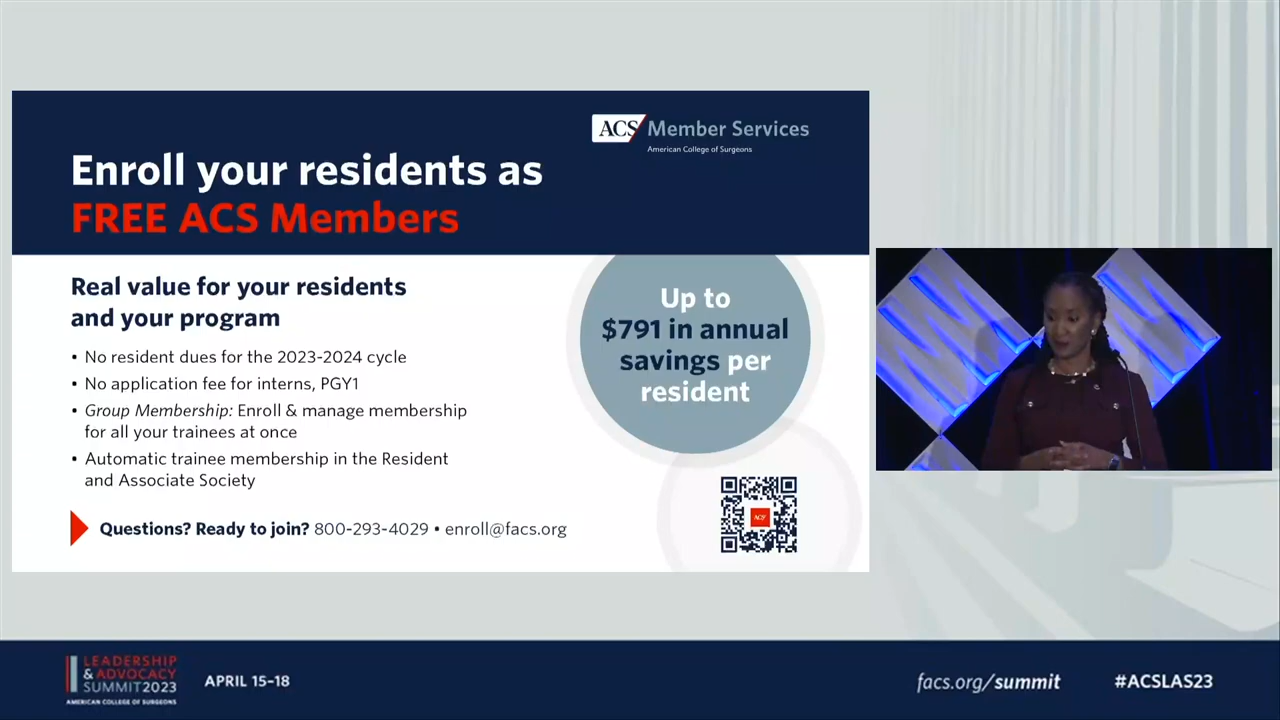 ACS Member Services
American College of Surgeons
Enroll your residents as
FREE ACS Members
Real value for your residents
and your program
• No resident dues for the 2023-2024 cycle
• No application fee for interns, PGY1
• Group Membership: Enroll & manage membership
for all your trainees at once
• Automatic trainee membership in the Resident
and Associate Society
Up to
$791 in annual
savings per
resident
ACS
Questions? Ready to join? 800-293-4029 • enroll@facs.org
LEADERSHIP
& ADVOCACY
SUMMIT2023
AMERICAN COLLEGE OF SURGEONS
APRIL 15–18
facs.org/summit
#ACSLAS23